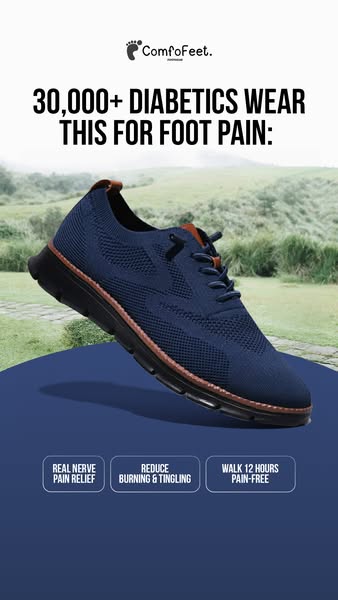 ComfoFeet.
FOOTWEAR
30,000+ DIABETICS WEAR
THIS FOR FOOT PAIN:
REAL NERVE
PAIN RELIEF
REDUCE
BURNING & TINGLING
WALK 12 HOURS
PAIN-FREE